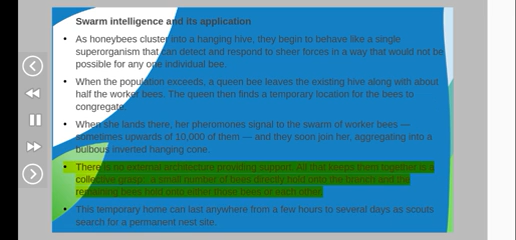 Swarm intelligence and its application
• As honeybees cluster into a hanging hive, they begin to behave like a single
superorganism that can detect and respond to sheer forces in a way that would not be
possible for any one individual bee.
• When the population exceeds, a queen bee leaves the existing hive along with about
half the worker bees. The queen then finds a temporary location for the bees to
congregate.
• When she lands there, her pheromones signal to the swarm of worker bees —
sometimes upwards of 10,000 of them — and they soon join her, aggregating into a
bulbous inverted hanging cone.
• There is no external architecture providing support. All that keeps them together is a
collective grasp: a small number of bees directly hold onto the branch and the
remaining bees hold onto either those bees or each other.
• This temporary home can last anywhere from a few hours to several days as scouts
search for a permanent nest site.